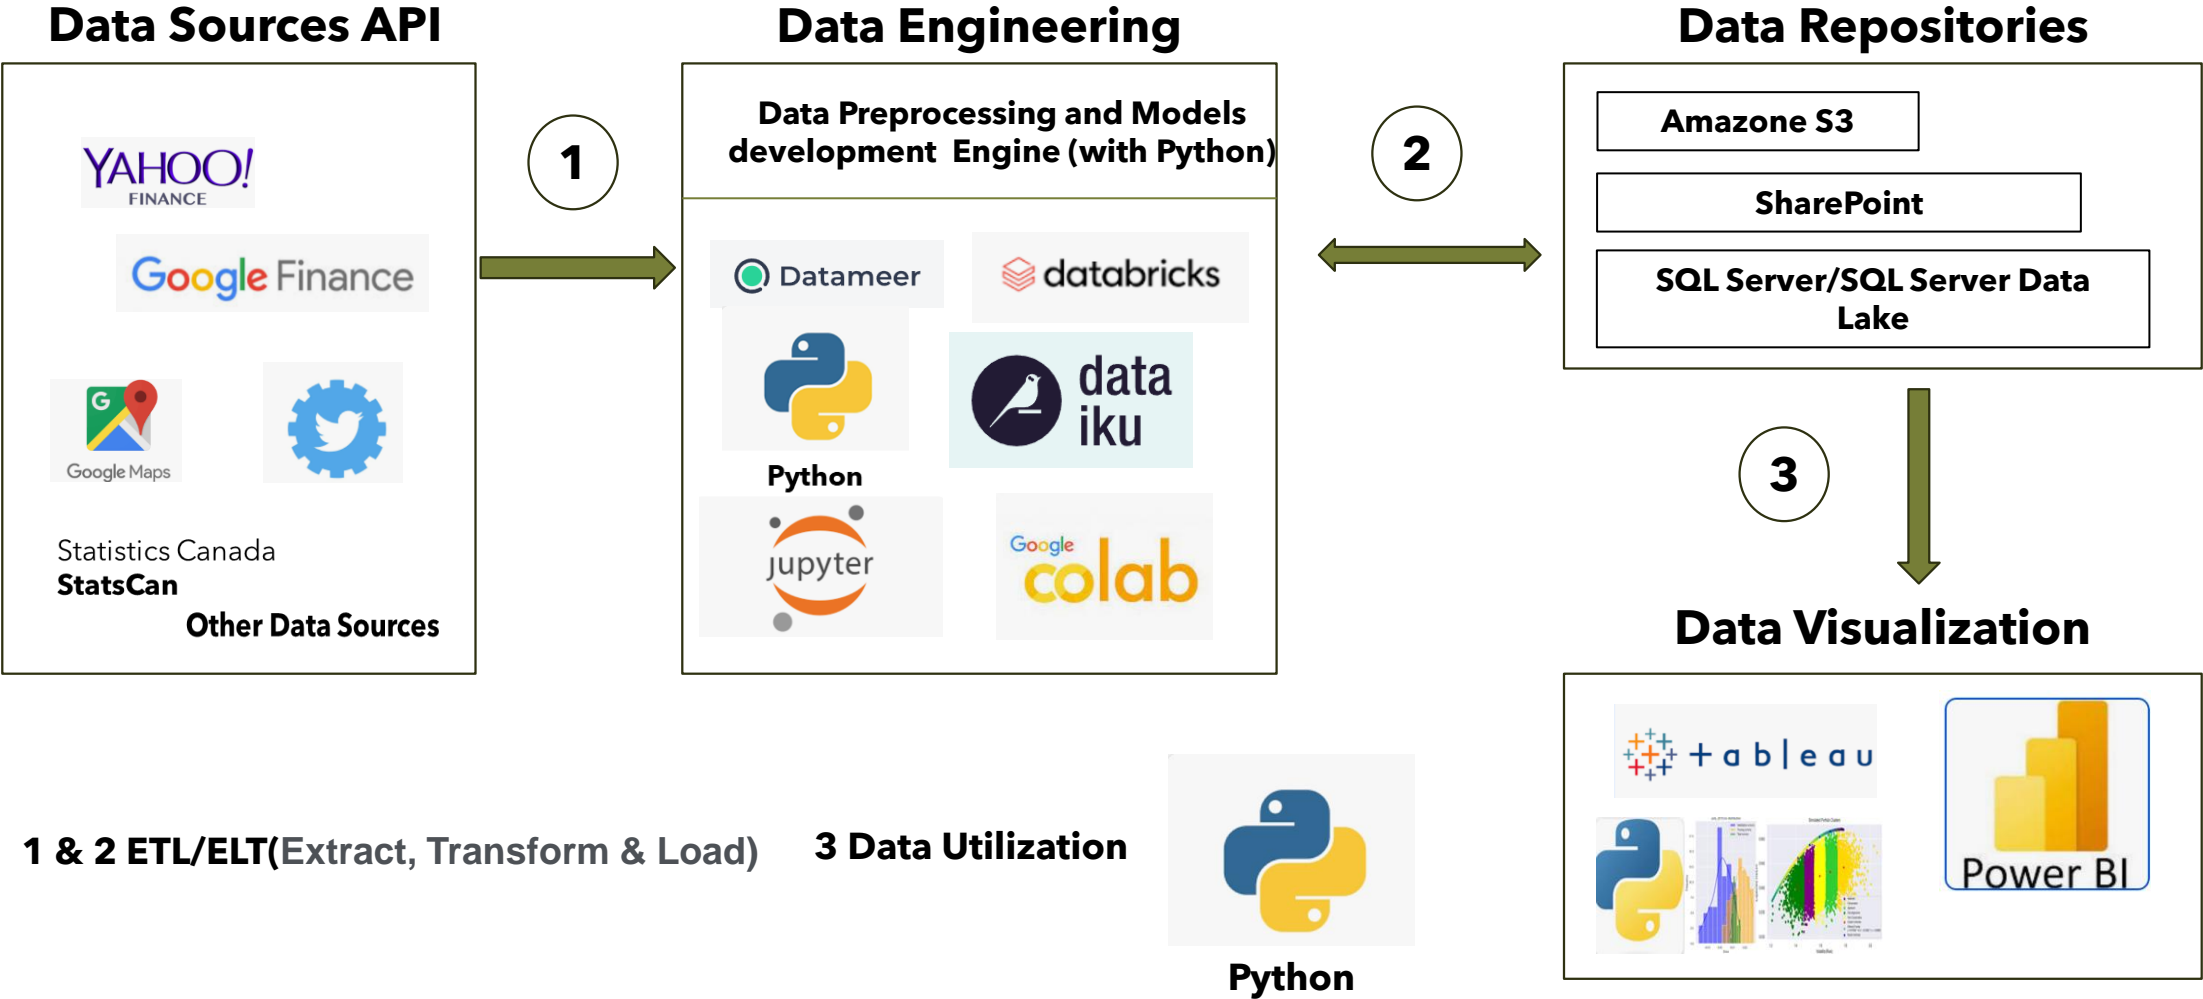 Data Sources API
YAHOO!
FINANCE
Google Finance
G
Google Maps
Statistics Canada
StatsCan
Other Data Sources
1
Data Engineering
Data Preprocessing and Models
development Engine (with Python)
Datameer
databricks
Python
data
iku
jupyter
Google
colab
2
Data Repositories
Amazone S3
SharePoint
SQL Server/SQL Server Data
Lake
3
Data Visualization
tableau
Power BI
1 & 2 ETL/ELT(Extract, Transform & Load)
3 Data Utilization
Python